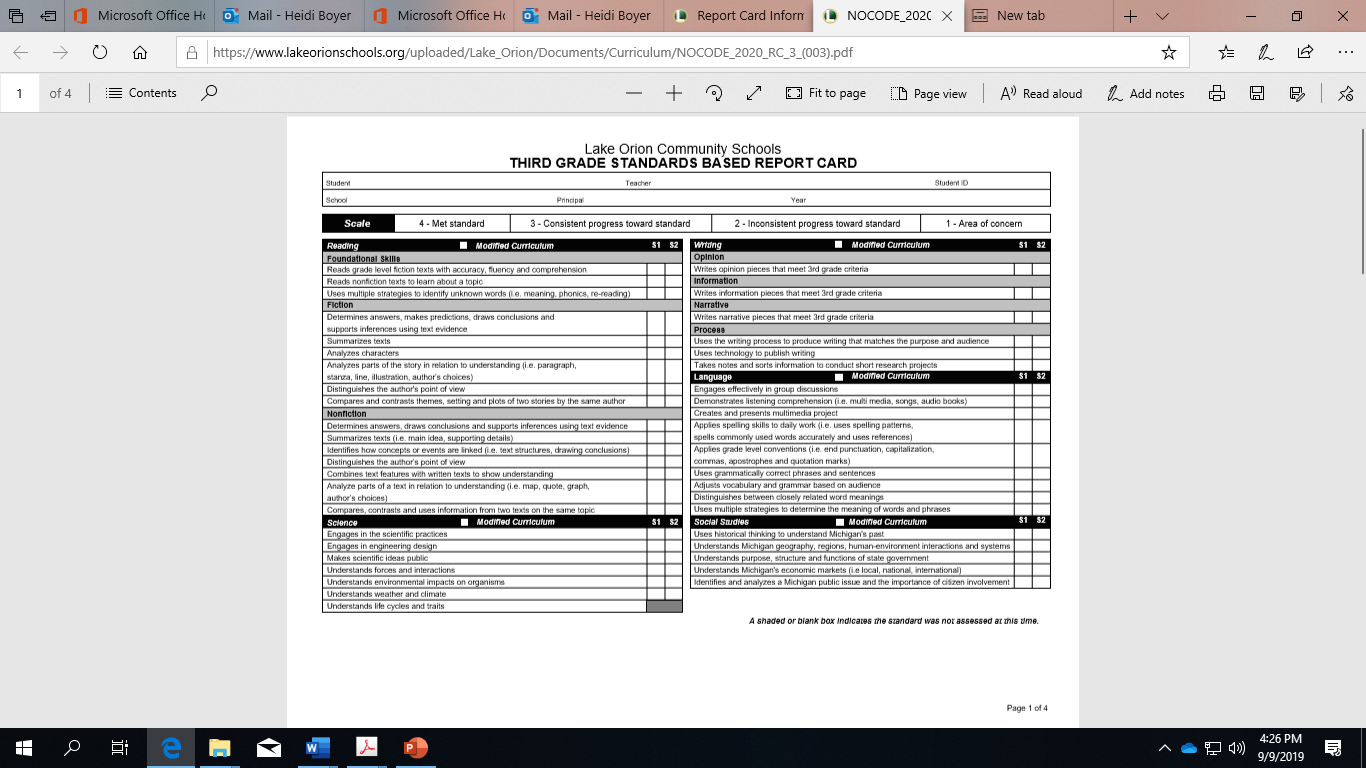 Microsoft Office Ho
Mail - Heidi Boyer
Microsoft Office Ho
Mail - Heidi Boyer
Report Card Inform
NOCODE_2020
New tab
https://www.lakeorionschools.org/uploaded/Lake_Orion/Documents/Curriculum/NOCODE_2020_RC_3_(003).pdf
1 of 4 Contents Fit to page Page view Read aloud Add notes
Lake Orion Community Schools
THIRD GRADE STANDARDS BASED REPORT CARD
Student Teacher Student ID
School Principal Year
Scale 4 - Met standard 3 - Consistent progress toward standard 2 - Inconsistent progress toward standard 1 - Area of concern
Reading Modified Curriculum S1 S2
Foundational Skills
Reads grade level fiction texts with accuracy, fluency and comprehension
Reads nonfiction texts to learn about a topic
Uses multiple strategies to identify unknown words (i.e. meaning, phonics, re-reading)
Fiction
Determines answers, makes predictions, draws conclusions and
supports inferences using text evidence
Summarizes texts
Analyzes characters
Analyzes parts of the story in relation to understanding (i.e. paragraph,
stanza, line, illustration, author's choices)
Distinguishes the author's point of view
Compares and contrasts themes, setting and plots of two stories by the same author
Nonfiction
Determines answers, draws conclusions and supports inferences using text evidence
Summarizes texts (i.e. main idea, supporting details)
Identifies how concepts or events are linked (i.e. text structures, drawing conclusions)
Distinguishes the author's point of view
Combines text features with written texts to show understanding
Analyze parts of a text in relation to understanding (i.e. map, quote, graph,
author's choices)
Compares, contrasts and uses information from two texts on the same topic
Science Modified Curriculum S1 S2
Engages in the scientific practices
Engages in engineering design
Makes scientific ideas public
Understands forces and interactions
Understands environmental impacts on organisms
Understands weather and climate
Understands life cycles and traits
Writing Modified Curriculum S1 S2
Opinion
Writes opinion pieces that meet 3rd grade criteria
Information
Writes information pieces that meet 3rd grade criteria
Narrative
Writes narrative pieces that meet 3rd grade criteria
Process
Uses the writing process to produce writing that matches the purpose and audience
Uses technology to publish writing
Takes notes and sorts information to conduct short research projects
Language Modified Curriculum S1 S2
Engages effectively in group discussions
Demonstrates listening comprehension (i.e. multi media, songs, audio books)
Creates and presents multimedia project
Applies spelling skills to daily work (i.e. uses spelling patterns,
spells commonly used words accurately and uses references)
Applies grade level conventions (i.e. end punctuation, capitalization,
commas, apostrophes and quotation marks)
Uses grammatically correct phrases and sentences
Adjusts vocabulary and grammar based on audience
Distinguishes between closely related word meanings
Uses multiple strategies to determine the meaning of words and phrases
Social Studies Modified Curriculum S1 S2
Uses historical thinking to understand Michigan's past
Understands Michigan geography, regions, human-environment interactions and systems
Understands purpose, structure and functions of state government
Understands Michigan's economic markets (i.e local, national, international)
Identifies and analyzes a Michigan public issue and the importance of citizen involvement
A shaded or blank box indicates the standard was not assessed at this time.
Page 1 of 4
4:26 PM
9/9/2019